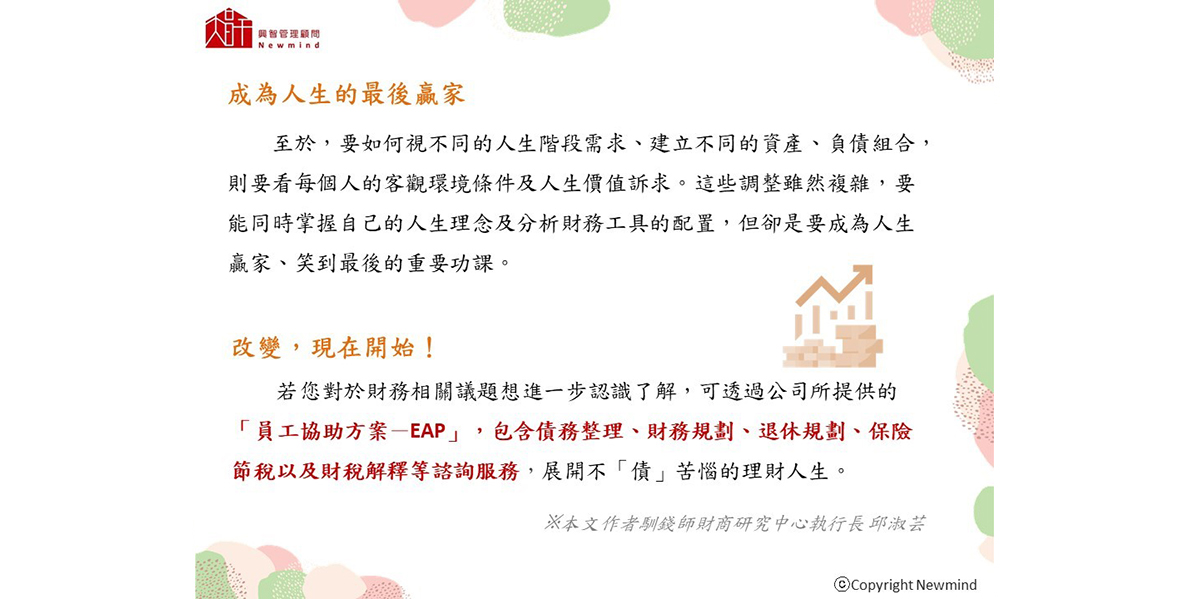 興智管理顧問
Newmind
成為人生的最後贏家
至於，要如何視不同的人生階段需求、建立不同的資產、負債組合，
則要看每個人的客觀環境條件及人生價值訴求。這些調整雖然複雜，要
能同時掌握自己的人生理念及分析財務工具的配置，但卻是要成為人生
贏家、笑到最後的重要功課。
改變，現在開始！
若您對於財務相關議題想進一步認識了解，可透過公司所提供的
「員工協助方案－EAP」，包含債務整理、財務規劃、退休規劃、保險
節稅以及財稅解釋等諮詢服務，展開不「債」苦惱的理財人生。
※本文作者馴錢師財商研究中心執行長 邱淑芸
©Copyright Newmind